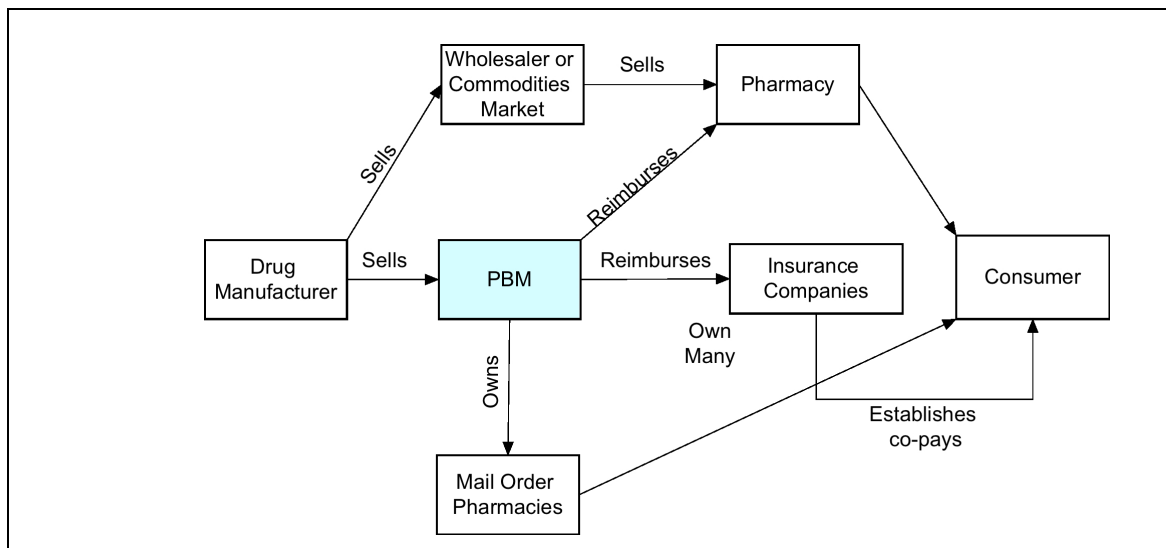 Wholesaler or
Commodities
Market
Sells
Pharmacy
Sells
Reimburses
Drug
Manufacturer
Sells
PBM
Reimburses
Insurance
Companies
Consumer
Own
Many
Owns
Establishes
co-pays
Mail Order
Pharmacies